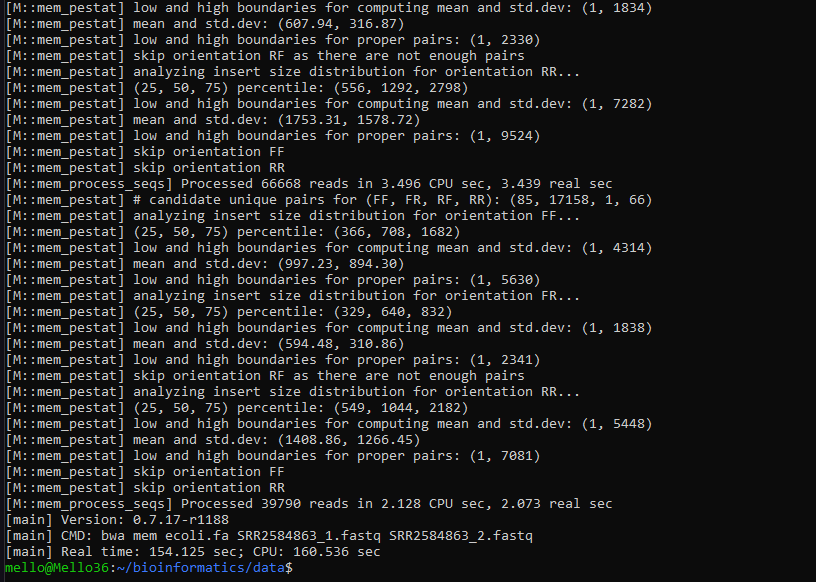 [M::mem_pestat] low and high boundaries for computing mean and std.dev: (1, 1834)
[M::mem_pestat] mean and std.dev: (607.94, 316.87)
[M::mem_pestat] low and high boundaries for proper pairs: (1, 2330)
[M::mem_pestat] skip orientation RF as there are not enough pairs
[M::mem_pestat] analyzing insert size distribution for orientation RR...
[M::mem_pestat] (25, 50, 75) percentile: (556, 1292, 2798)
[M::mem_pestat] low and high boundaries for computing mean and std.dev: (1, 7282)
[M::mem_pestat] mean and std.dev: (1753.31, 1578.72)
[M::mem_pestat] low and high boundaries for proper pairs: (1, 9524)
[M::mem_pestat] skip orientation FF
[M::mem_pestat] skip orientation RR
[M::mem_process_seqs] Processed 66668 reads in 3.496 CPU sec, 3.439 real sec
[M::mem_pestat] # candidate unique pairs for (FF, FR, RF, RR): (85, 17158, 1, 66)
[M::mem_pestat] analyzing insert size distribution for orientation FF...
[M::mem_pestat] (25, 50, 75) percentile: (366, 708, 1682)
[M::mem_pestat] low and high boundaries for computing mean and std.dev: (1, 4314)
[M::mem_pestat] mean and std.dev: (997.23, 894.30)
[M::mem_pestat] low and high boundaries for proper pairs: (1, 5630)
[M::mem_pestat] analyzing insert size distribution for orientation FR...
[M::mem_pestat] (25, 50, 75) percentile: (329, 640, 832)
[M::mem_pestat] low and high boundaries for computing mean and std.dev: (1, 1838)
[M::mem_pestat] mean and std.dev: (594.48, 310.86)
[M::mem_pestat] low and high boundaries for proper pairs: (1, 2341)
[M::mem_pestat] skip orientation RF as there are not enough pairs
[M::mem_pestat] analyzing insert size distribution for orientation RR...
[M::mem_pestat] (25, 50, 75) percentile: (549, 1044, 2182)
[M::mem_pestat] low and high boundaries for computing mean and std.dev: (1, 5448)
[M::mem_pestat] mean and std.dev: (1408.86, 1266.45)
[M::mem_pestat] low and high boundaries for proper pairs: (1, 7081)
[M::mem_pestat] skip orientation FF
[M::mem_pestat] skip orientation RR
[M::mem_process_seqs] Processed 39790 reads in 2.128 CPU sec, 2.073 real sec
[main] Version: 0.7.17-r1188
[main] CMD: bwa mem ecoli.fa SRR2584863_1.fastq SRR2584863_2.fastq
[main] Real time: 154.125 sec; CPU: 160.536 sec
mello@Mello36:~/bioinformatics/data$